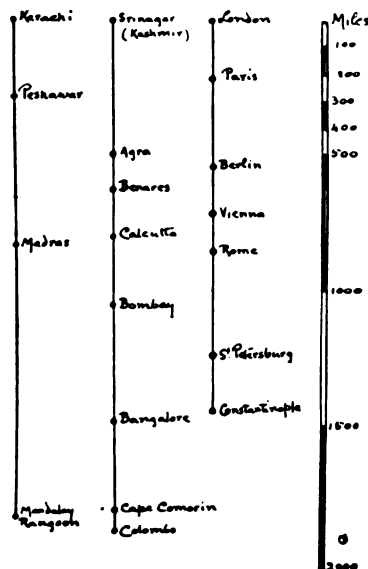 Karachi
Peshawar
Madras
Mandalay
Rangoon
Srinagar
(Kashmir)
Agra
Benares
Calcutta
Bombay
Bangalore
Cape Comorin
Colombo
London
Paris
Berlin
Vienna
Rome
St Petersburg
Constantinople
MILES
100
200
300
400
500
1000
1500
2000